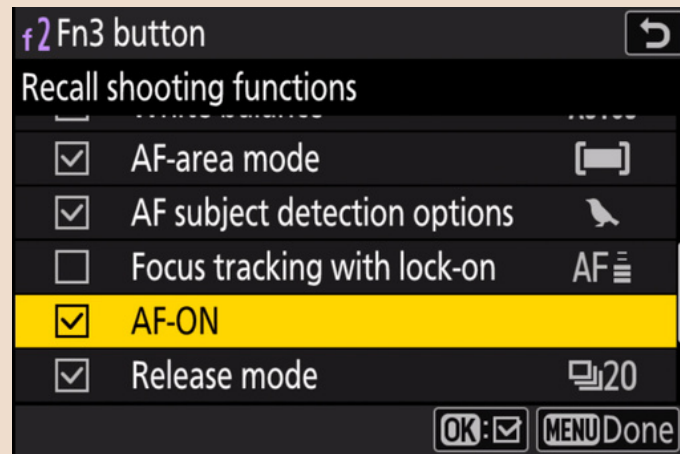 f2 Fn3 button
Recall shooting functions
AF-area mode
AF subject detection options
Focus tracking with lock-on AF
AF-ON
Release mode 20
OK: MENU Done